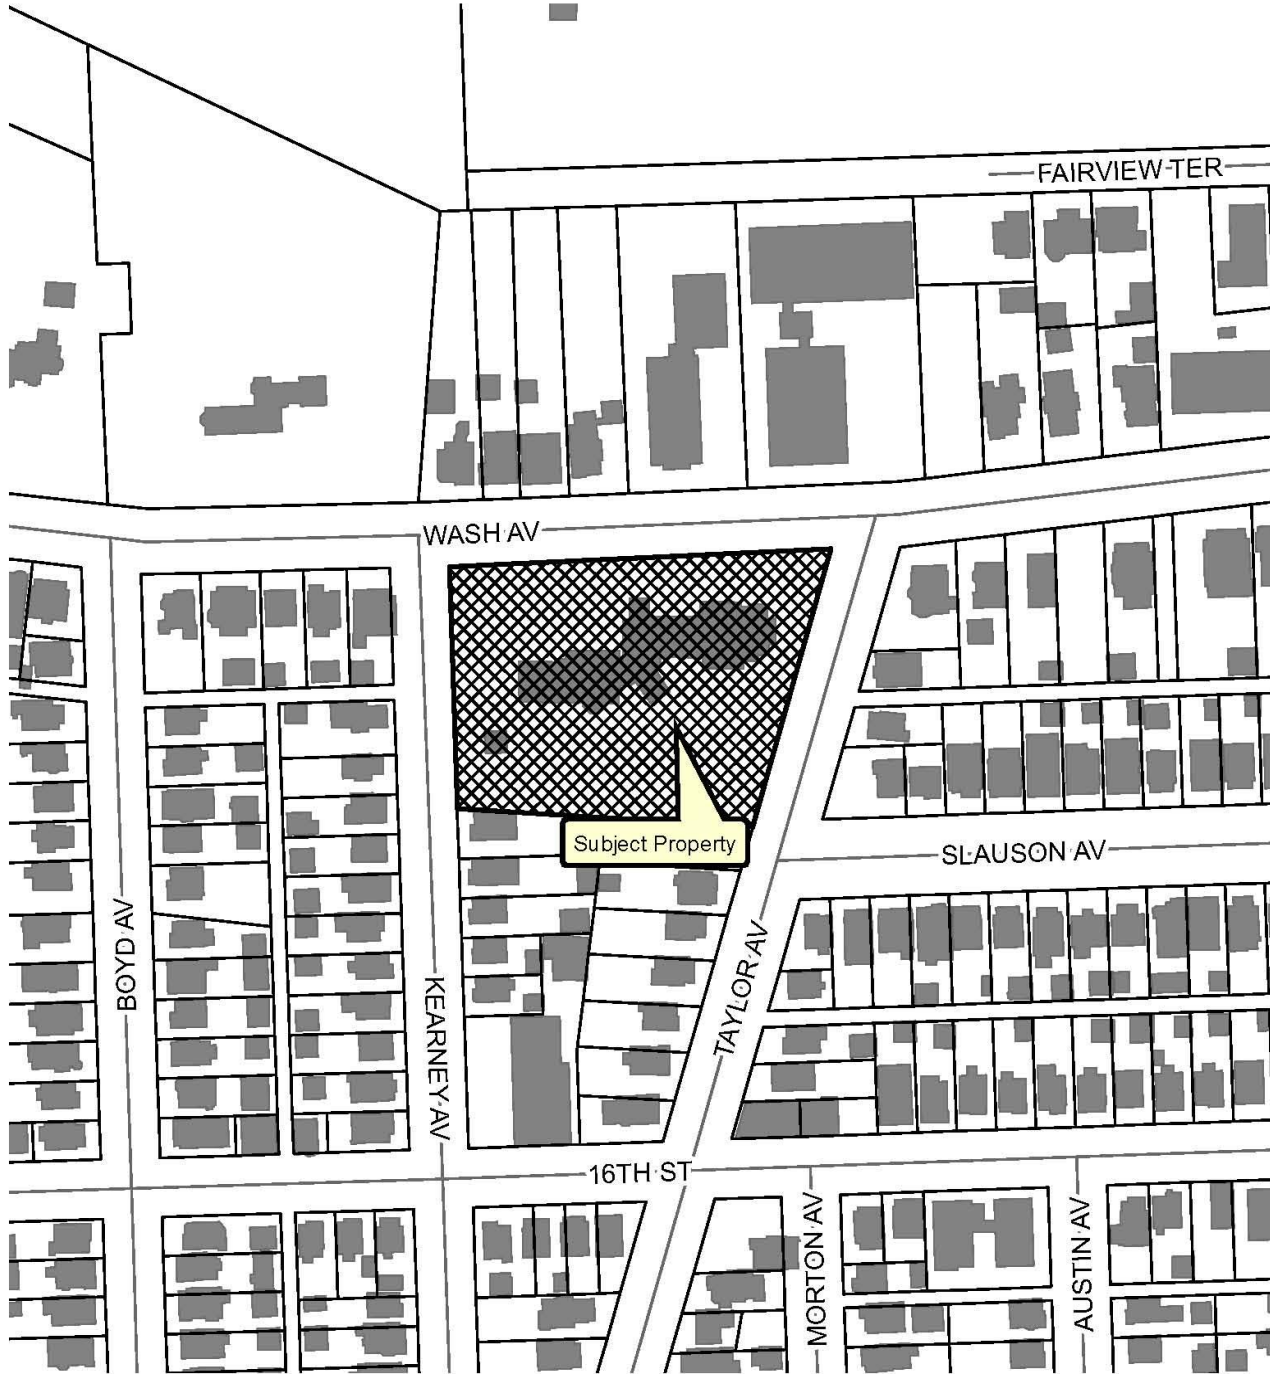 FAIRVIEW TER
WASH AV
Subject Property
SLAUSON AV
BOYD AV
KEARNEY AV
TAYLOR AV
16TH ST
MORTON AV
AUSTIN AV